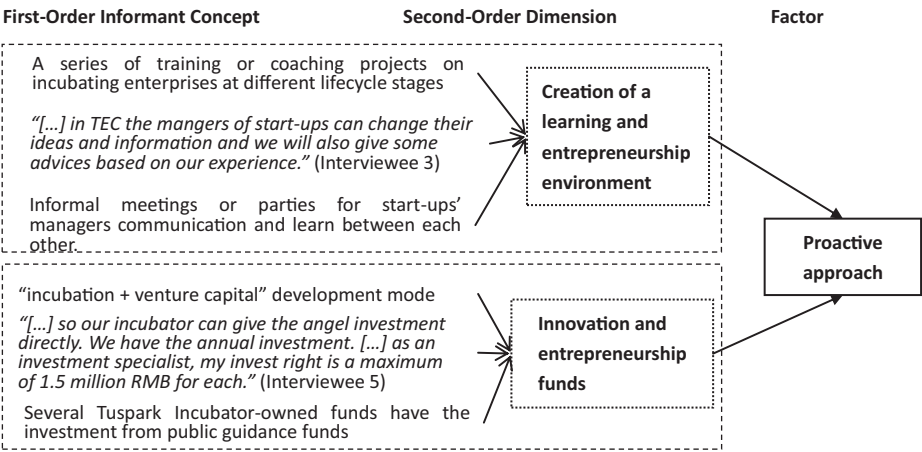 First-Order Informant Concept Second-Order Dimension Factor
A series of training or coaching projects on
incubating enterprises at different lifecycle stages
“[...] in TEC the mangers of start-ups can change their
ideas and information and we will also give some
advices based on our experience.” (Interviewee 3)
Informal meetings or parties for start-ups’
managers communication and learn between each
other.
Creation of a
learning and
entrepreneurship
environment
“incubation + venture capital” development mode
“[...] so our incubator can give the angel investment
directly. We have the annual investment. [...] as an
investment specialist, my invest right is a maximum
of 1.5 million RMB for each.” (Interviewee 5)
Several Tuspark Incubator-owned funds have the
investment from public guidance funds
Innovation and
entrepreneurship
funds
Proactive
approach